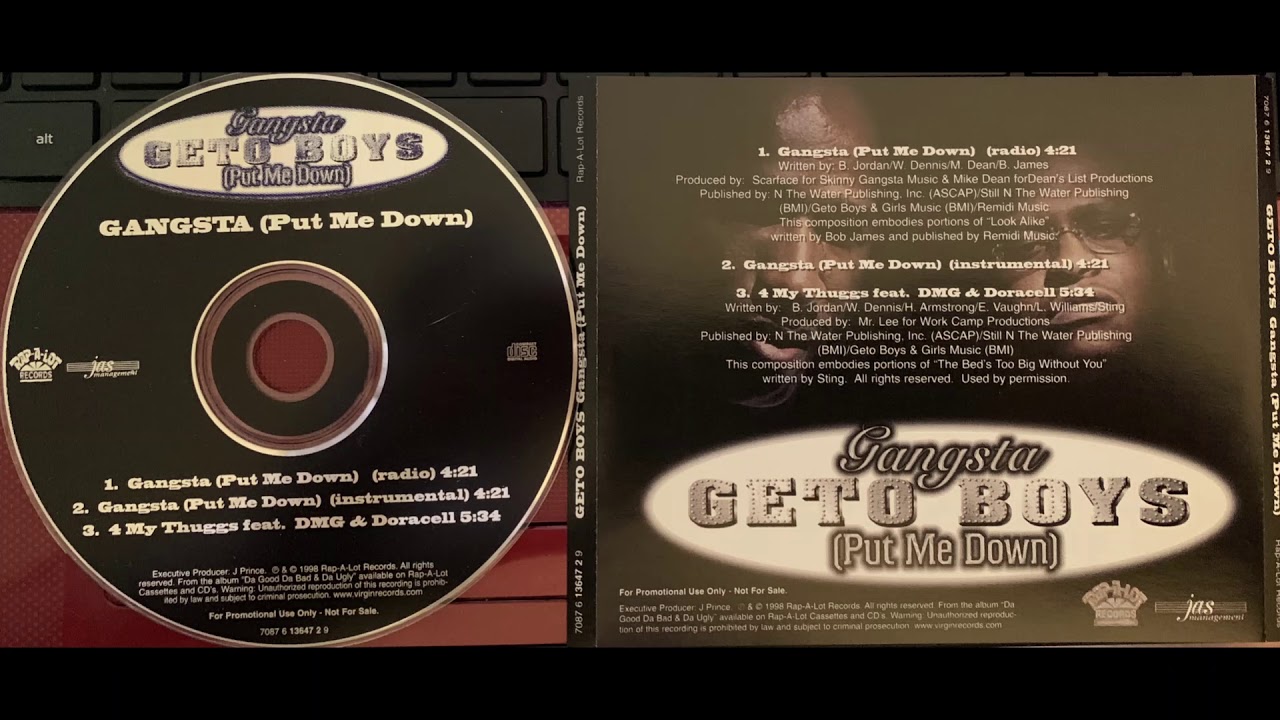 alt
Gangsta
GETO BOYS
(Put Me Down)
GANGSTA (Put Me Down)
RAP-A-LOT
RECORDS
jas
management
COMPACT
disc
DIGITAL AUDIO
1. Gangsta (Put Me Down) (radio) 4:21
2. Gangsta (Put Me Down) (instrumental) 4:21
3. 4 My Thuggs feat. DMG & Doracell 5:34
Executive Producer: J Prince. ℗ & © 1998 Rap-A-Lot Records. All rights
reserved. From the album "Da Good Da Bad & Da Ugly" available on Rap-A-Lot
Cassettes and CD's. Warning: Unauthorized reproduction of this recording is prohib-
ited by law and subject to criminal prosecution. www.virginrecords.com
For Promotional Use Only - Not For Sale.
7087 6 13647 2 9
Rap-A-Lot Records
GETO BOYS Gangsta (Put Me Down)
7087 6 13647 2 9
1. Gangsta (Put Me Down) (radio) 4:21
Written by: B. Jordan/W. Dennis/M. Dean/B. James
Produced by: Scarface for Skinny Gangsta Music & Mike Dean forDean's List Productions
Published by: N The Water Publishing, Inc. (ASCAP)/Still N The Water Publishing
(BMI)/Geto Boys & Girls Music (BMI)/Remidi Music
This composition embodies portions of "Look Alike"
written by Bob James and published by Remidi Music.
2. Gangsta (Put Me Down) (instrumental) 4:21
3. 4 My Thuggs feat. DMG & Doracell 5:34
Written by: B. Jordan/W. Dennis/H. Armstrong/E. Vaughn/L. Williams/Sting
Produced by: Mr. Lee for Work Camp Productions
Published by: N The Water Publishing, Inc. (ASCAP)/Still N The Water Publishing
(BMI)/Geto Boys & Girls Music (BMI)
This composition embodies portions of "The Bed's Too Big Without You"
written by Sting. All rights reserved. Used by permission.
Gangsta
GETO BOYS
(Put Me Down)
For Promotional Use Only - Not For Sale.
Executive Producer: J Prince. ℗ & © 1998 Rap-A-Lot Records. All rights reserved. From the album "Da
Good Da Bad & Da Ugly" available on Rap-A-Lot Cassettes and CD's. Warning: Unauthorized reproduc-
tion of this recording is prohibited by law and subject to criminal prosecution. www.virginrecords.com
RAP-A-LOT
RECORDS
jas
management
7087 6 13647 2 9
GETO BOYS Gangsta (Put Me Down)